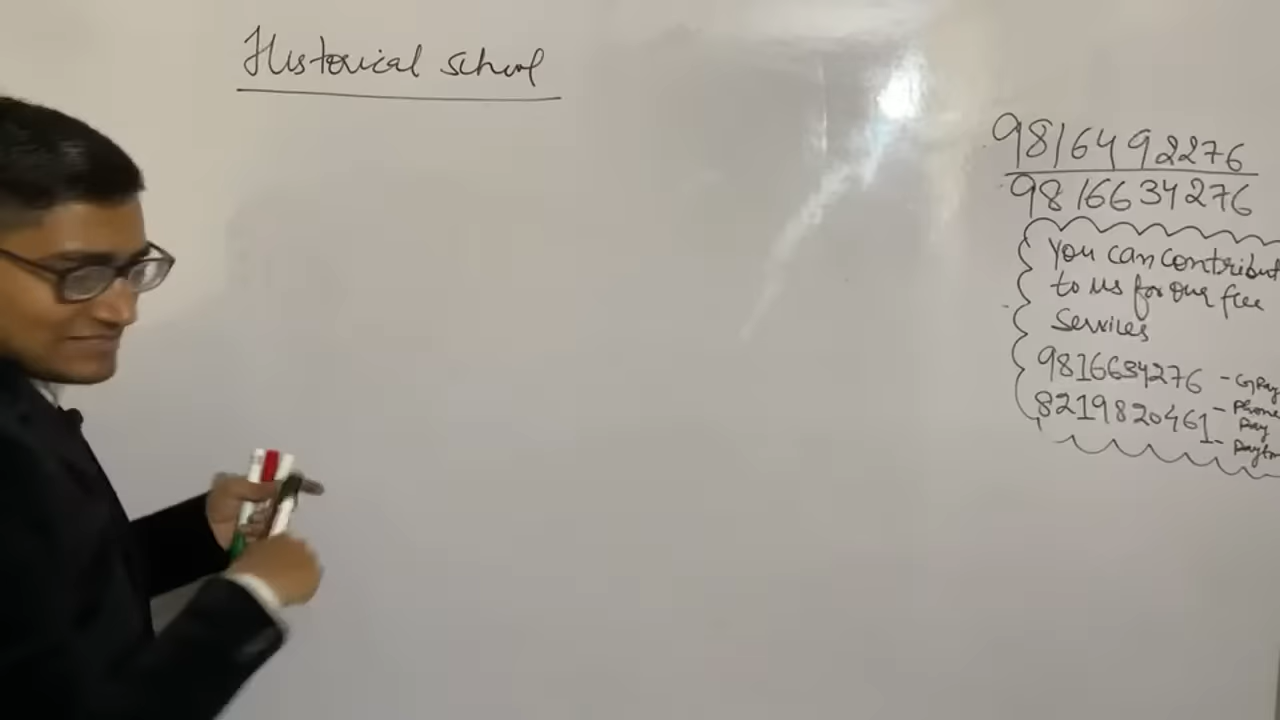 Historical School
9816492276
9816634276
You can contribut
to us for our free
Services
9816634276 - GPay
8219820461 - Phone
Pay
- Paytm